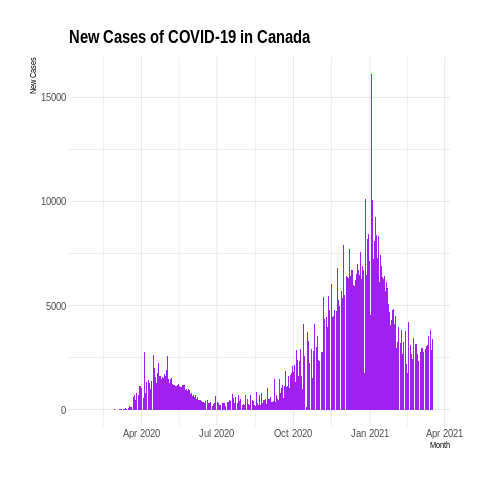 New Cases of COVID-19 in Canada
New Cases
15000
10000
5000
0
Apr 2020
Jul 2020
Oct 2020
Jan 2021
Apr 2021
Month